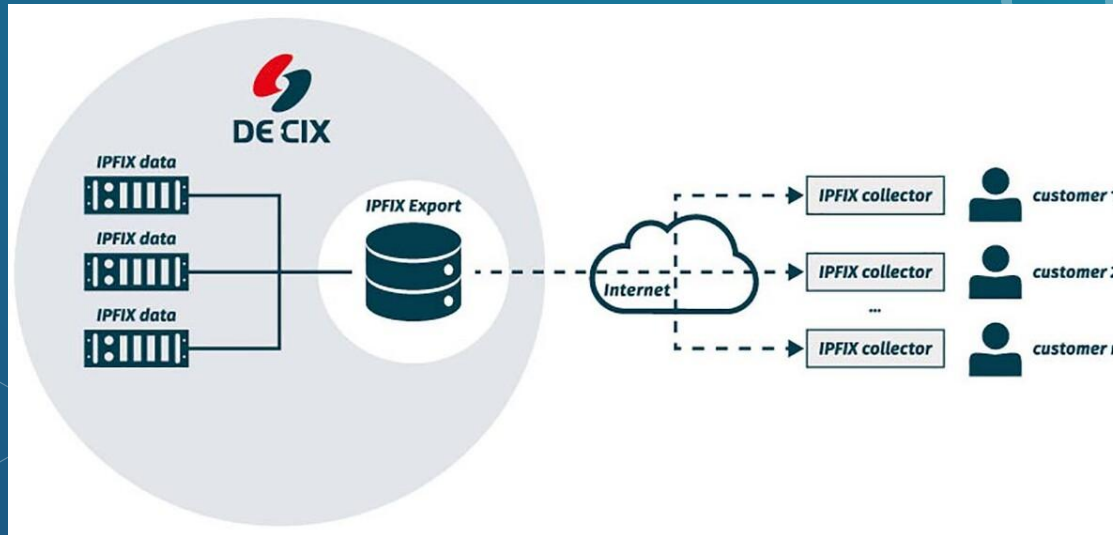 DE CIX
IPFIX data
IPFIX data
IPFIX data
IPFIX Export
Internet
IPFIX collector
customer
IPFIX collector
customer
...
IPFIX collector
customer